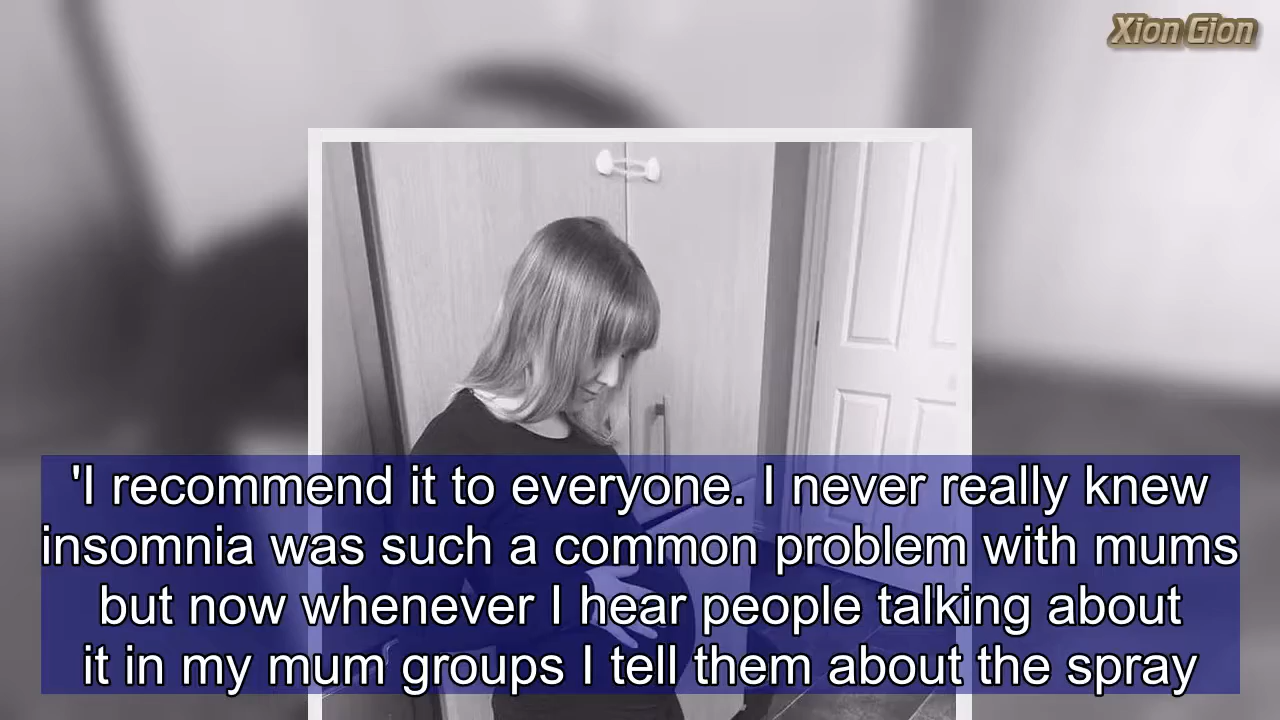 Xion Gion
'I recommend it to everyone. I never really knew
insomnia was such a common problem with mums
but now whenever I hear people talking about
it in my mum groups I tell them about the spray